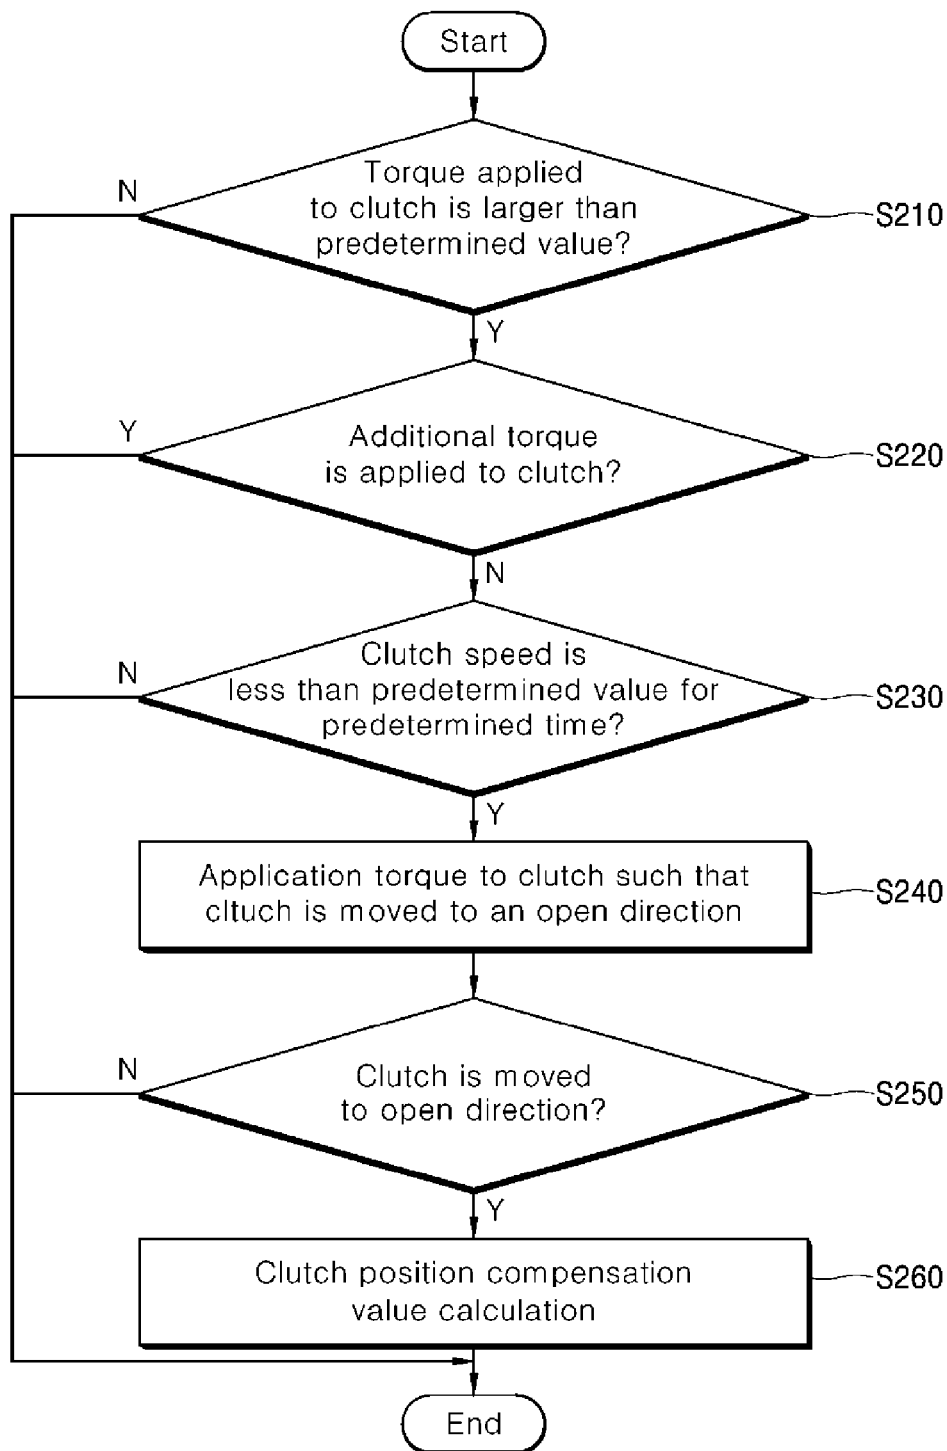 Start
Torque applied
to clutch is larger than
predetermined value?
N
S210
Y
Additional torque
is applied to clutch?
Y
S220
N
Clutch speed is
less than predetermined value for
predetermined time?
N
S230
Y
Application torque to clutch such that
cltuch is moved to an open direction
S240
Clutch is moved
to open direction?
N
S250
Y
Clutch position compensation
value calculation
S260
End